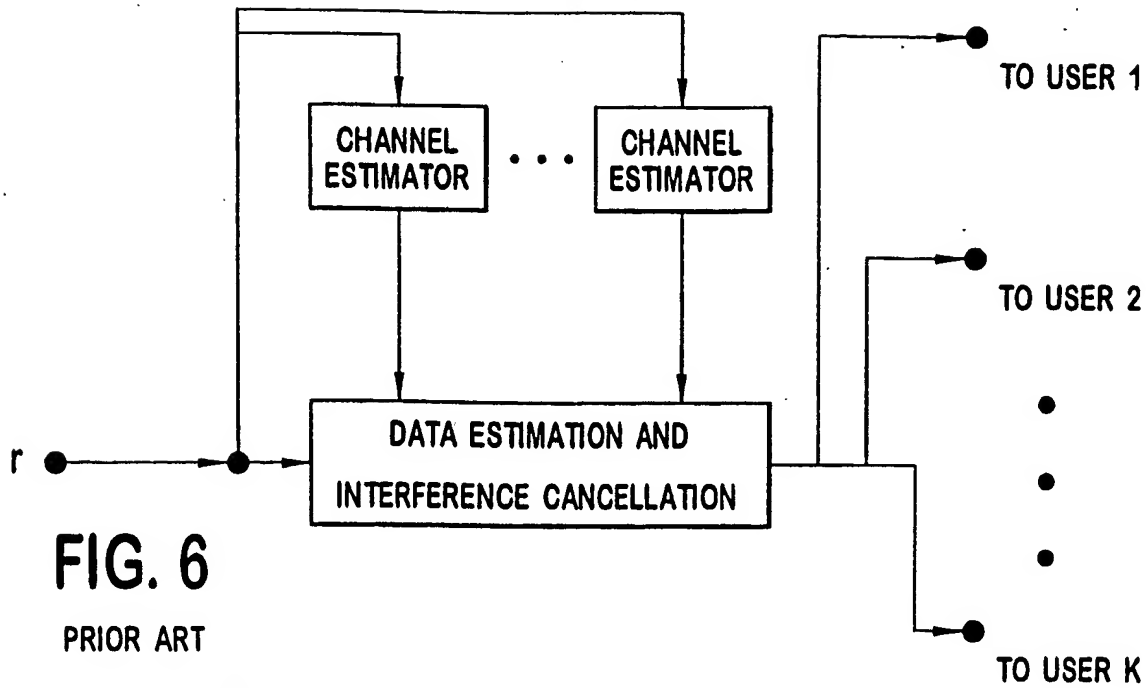 TO USER 1
CHANNEL
ESTIMATOR
CHANNEL
ESTIMATOR
TO USER 2
r
DATA ESTIMATION AND
INTERFERENCE CANCELLATION
FIG. 6
PRIOR ART
TO USER K